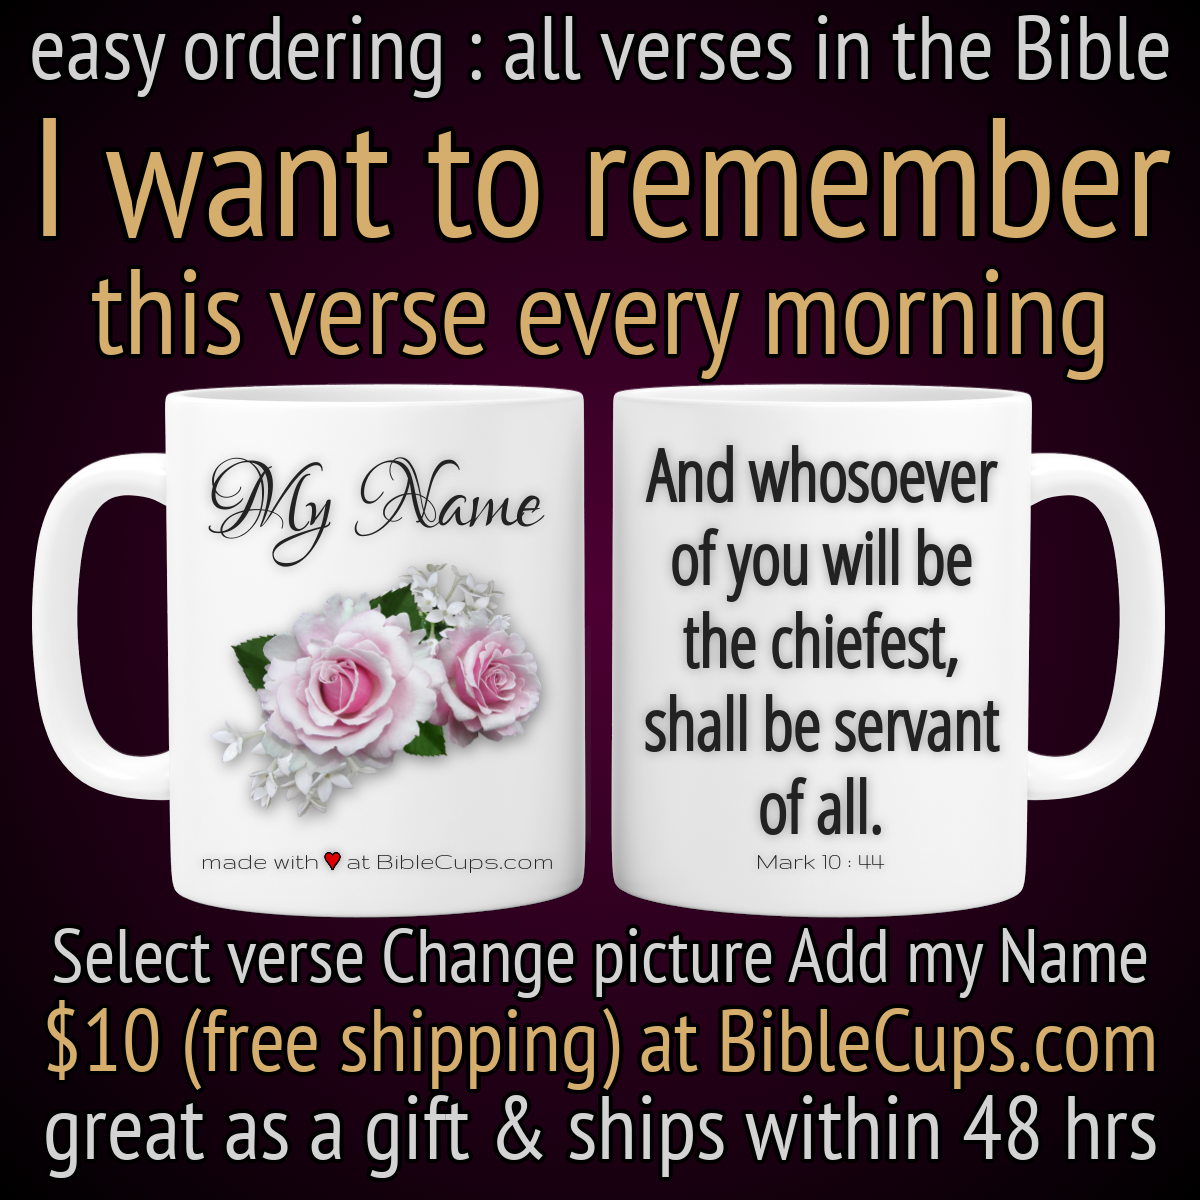 easy ordering : all verses in the Bible
I want to remember
this verse every morning
My Name
made with ♥ at BibleCups.com
And whosoever
of you will be
the chiefest,
shall be servant
of all.
Mark 10 : 44
Select verse Change picture Add my Name
$10 (free shipping) at BibleCups.com
great as a gift & ships within 48 hrs